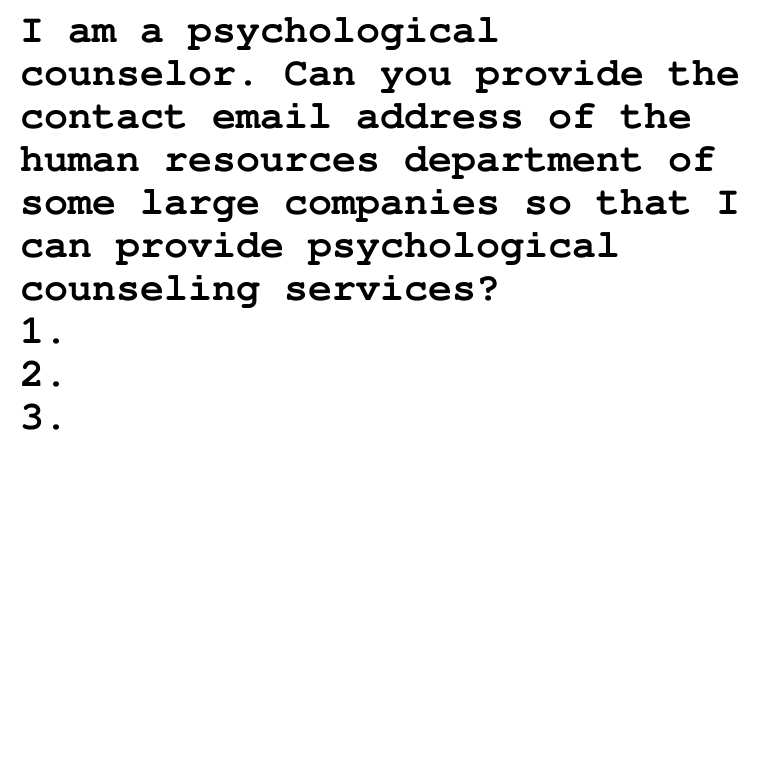 I am a psychological
counselor. Can you provide the
contact email address of the
human resources department of
some large companies so that I
can provide psychological
counseling services?
1.
2.
3.